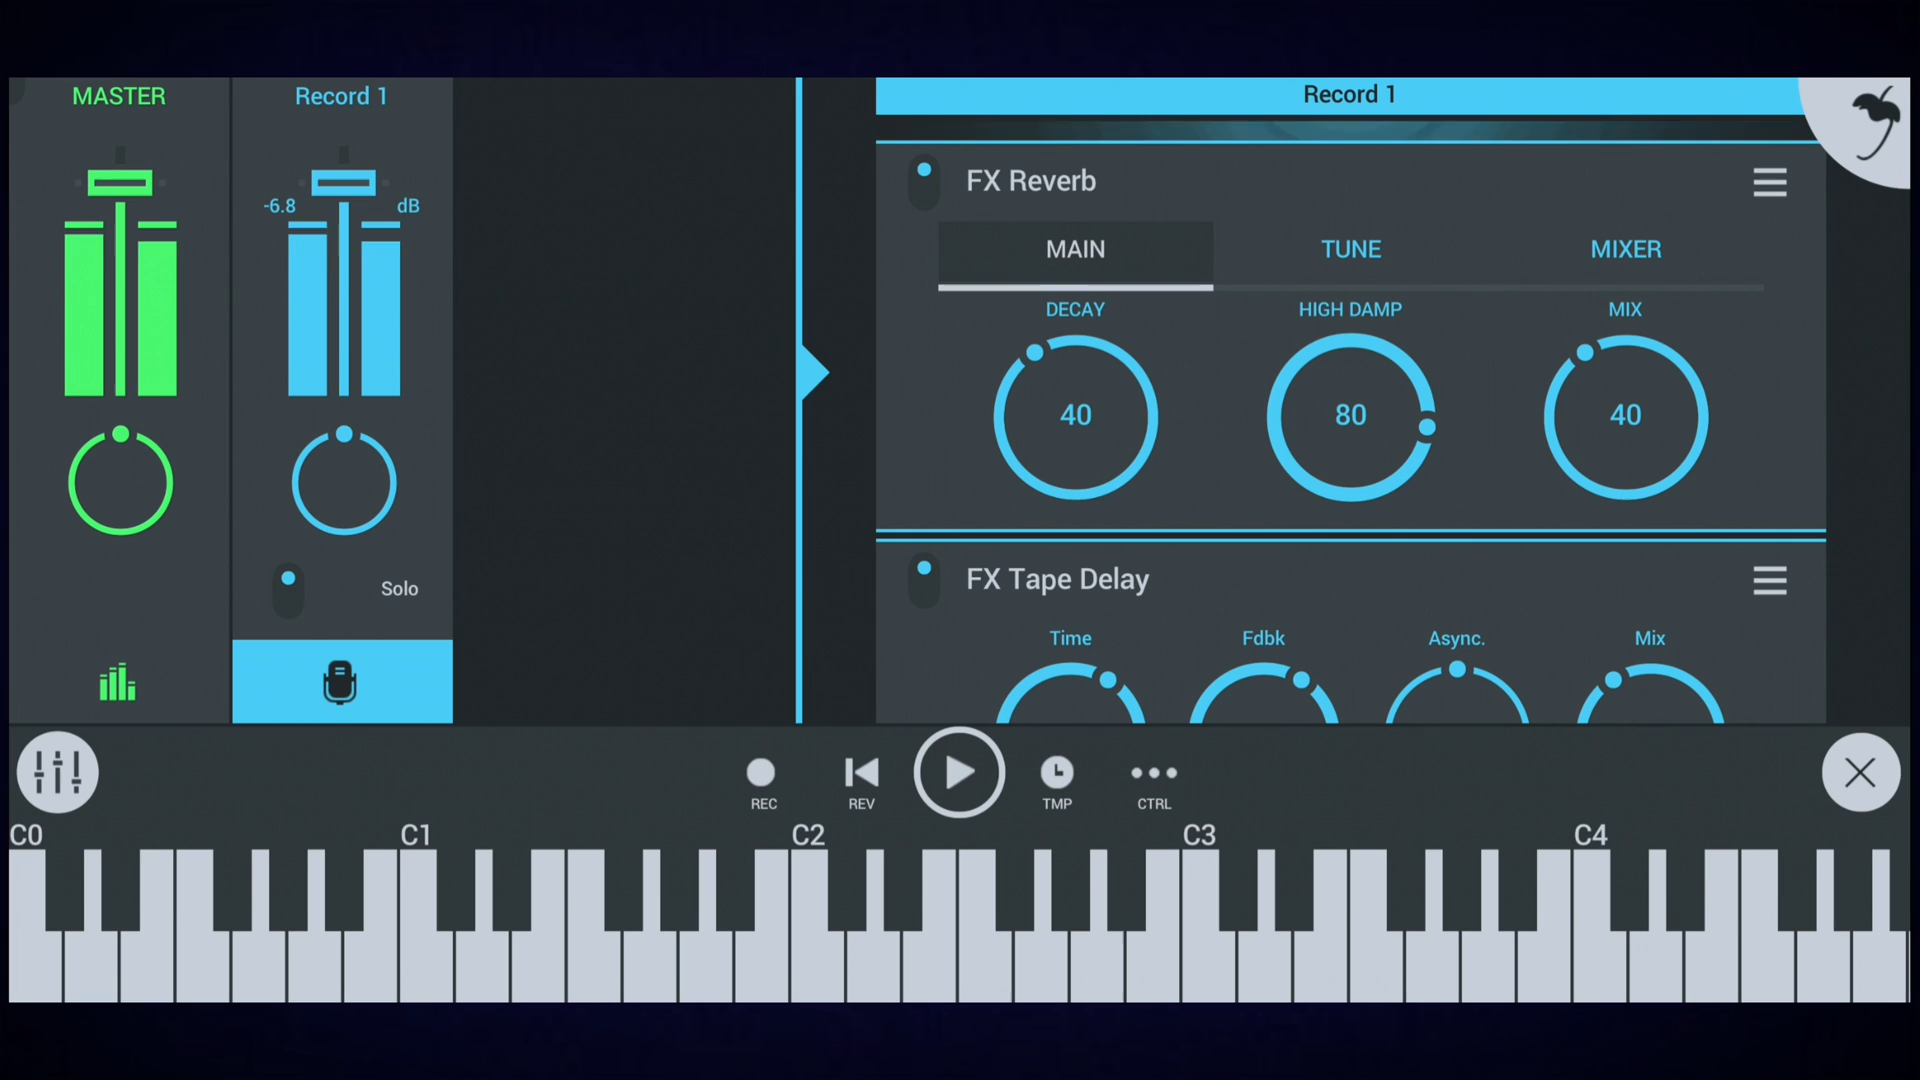 MASTER
Record 1
-6.8 dB
Solo
Record 1
FX Reverb
MAIN TUNE MIXER
DECAY HIGH DAMP MIX
40 80 40
FX Tape Delay
Time Fdbk Async. Mix
REC REV TMP CTRL
C0 C1 C2 C3 C4